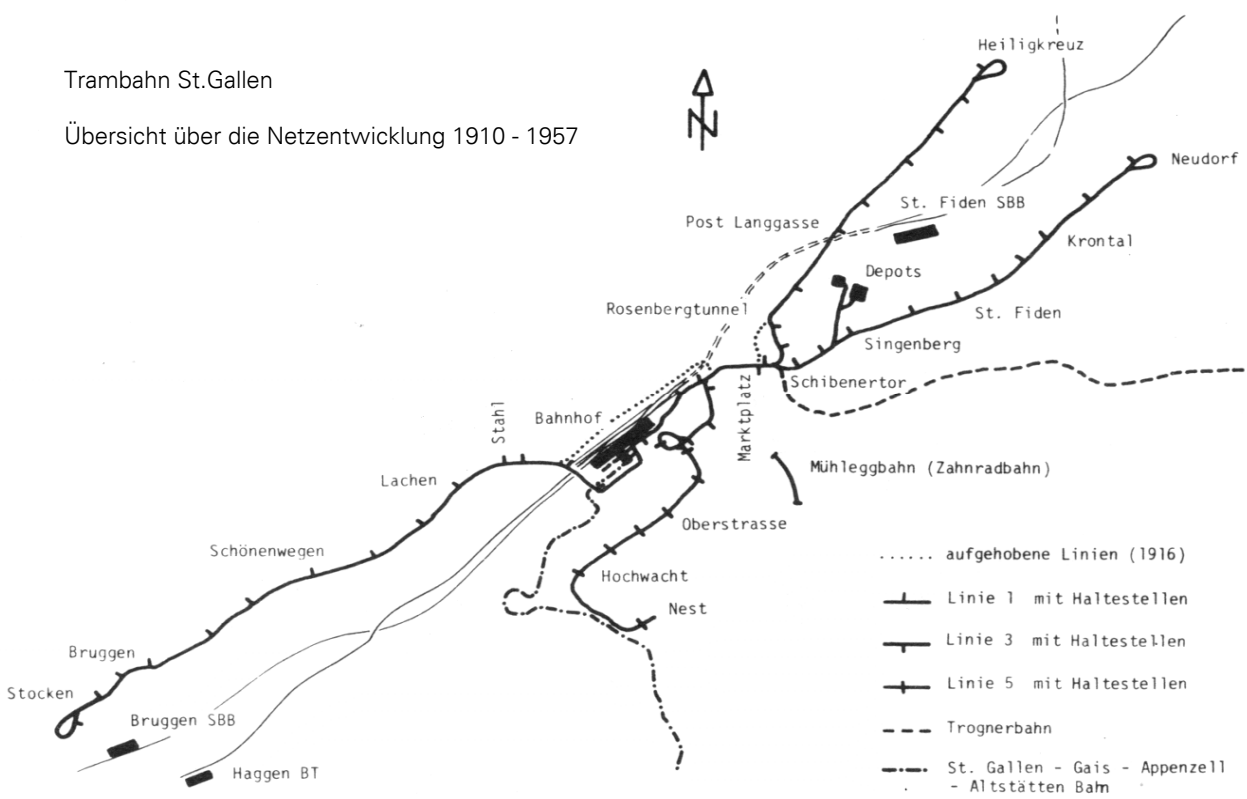 Trambahn St.Gallen
Übersicht über die Netzentwicklung 1910 - 1957
N
Heiligkreuz
Neudorf
St. Fiden SBB
Post Langgasse
Krontal
Depots
Rosenbergtunnel
St. Fiden
Singenberg
Schibenertor
Marktplatz
Bahnhof
Stahl
Lachen
Mühleggbahn (Zahnradbahn)
Oberstrasse
Schönenwegen
Hochwacht
Nest
Bruggen
Stocken
Bruggen SBB
Haggen BT
...... aufgehobene Linien (1916)
Linie 1 mit Haltestellen
Linie 3 mit Haltestellen
Linie 5 mit Haltestellen
Trognerbahn
St. Gallen - Gais - Appenzell
- Altstätten Bahn